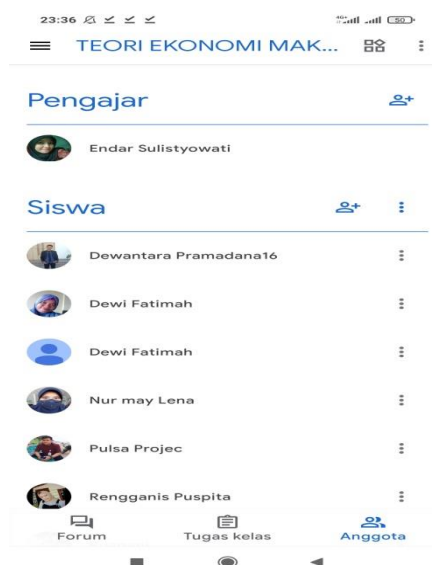 23:36
50
TEORI EKONOMI MAK...
Pengajar
Endar Sulistyowati
Siswa
Dewantara Pramadana16
Dewi Fatimah
Dewi Fatimah
Nur may Lena
Pulsa Projec
Rengganis Puspita
Forum
Tugas kelas
Anggota